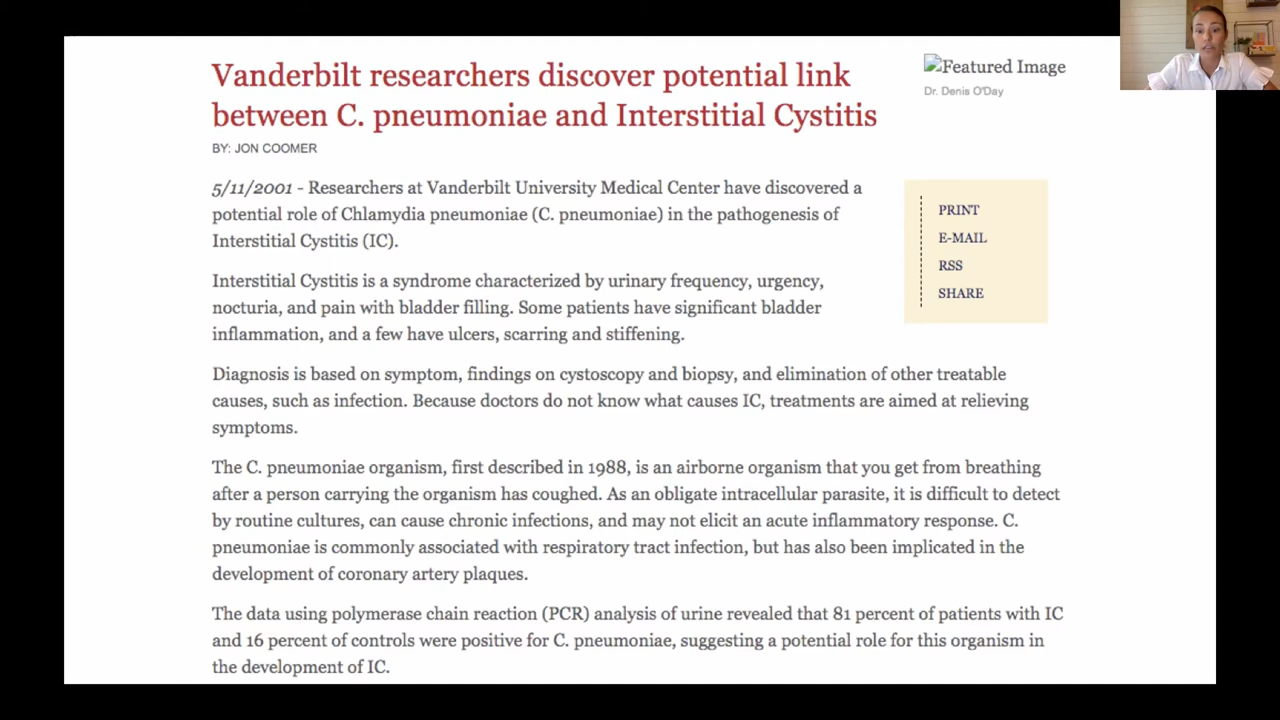 Vanderbilt researchers discover potential link
between C. pneumoniae and Interstitial Cystitis
BY: JON COOMER
Featured Image
Dr. Denis O'Day
5/11/2001 - Researchers at Vanderbilt University Medical Center have discovered a
potential role of Chlamydia pneumoniae (C. pneumoniae) in the pathogenesis of
Interstitial Cystitis (IC).
PRINT
E-MAIL
RSS
SHARE
Interstitial Cystitis is a syndrome characterized by urinary frequency, urgency,
nocturia, and pain with bladder filling. Some patients have significant bladder
inflammation, and a few have ulcers, scarring and stiffening.
Diagnosis is based on symptom, findings on cystoscopy and biopsy, and elimination of other treatable
causes, such as infection. Because doctors do not know what causes IC, treatments are aimed at relieving
symptoms.
The C. pneumoniae organism, first described in 1988, is an airborne organism that you get from breathing
after a person carrying the organism has coughed. As an obligate intracellular parasite, it is difficult to detect
by routine cultures, can cause chronic infections, and may not elicit an acute inflammatory response. C.
pneumoniae is commonly associated with respiratory tract infection, but has also been implicated in the
development of coronary artery plaques.
The data using polymerase chain reaction (PCR) analysis of urine revealed that 81 percent of patients with IC
and 16 percent of controls were positive for C. pneumoniae, suggesting a potential role for this organism in
the development of IC.